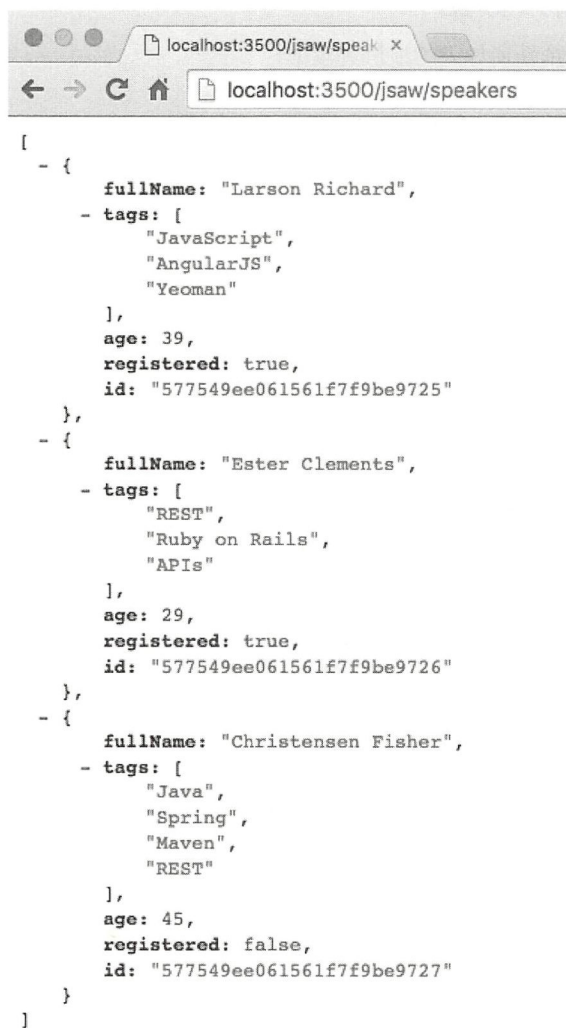 localhost:3500/jsaw/speak ×
localhost:3500/jsaw/speakers
[
- {
fullName: "Larson Richard",
- tags: [
"JavaScript",
"AngularJS",
"Yeoman"
],
age: 39,
registered: true,
id: "577549ee061561f7f9be9725"
},
- {
fullName: "Ester Clements",
- tags: [
"REST",
"Ruby on Rails",
"APIs"
],
age: 29,
registered: true,
id: "577549ee061561f7f9be9726"
},
- {
fullName: "Christensen Fisher",
- tags: [
"Java",
"Spring",
"Maven",
"REST"
],
age: 45,
registered: false,
id: "577549ee061561f7f9be9727"
}
]